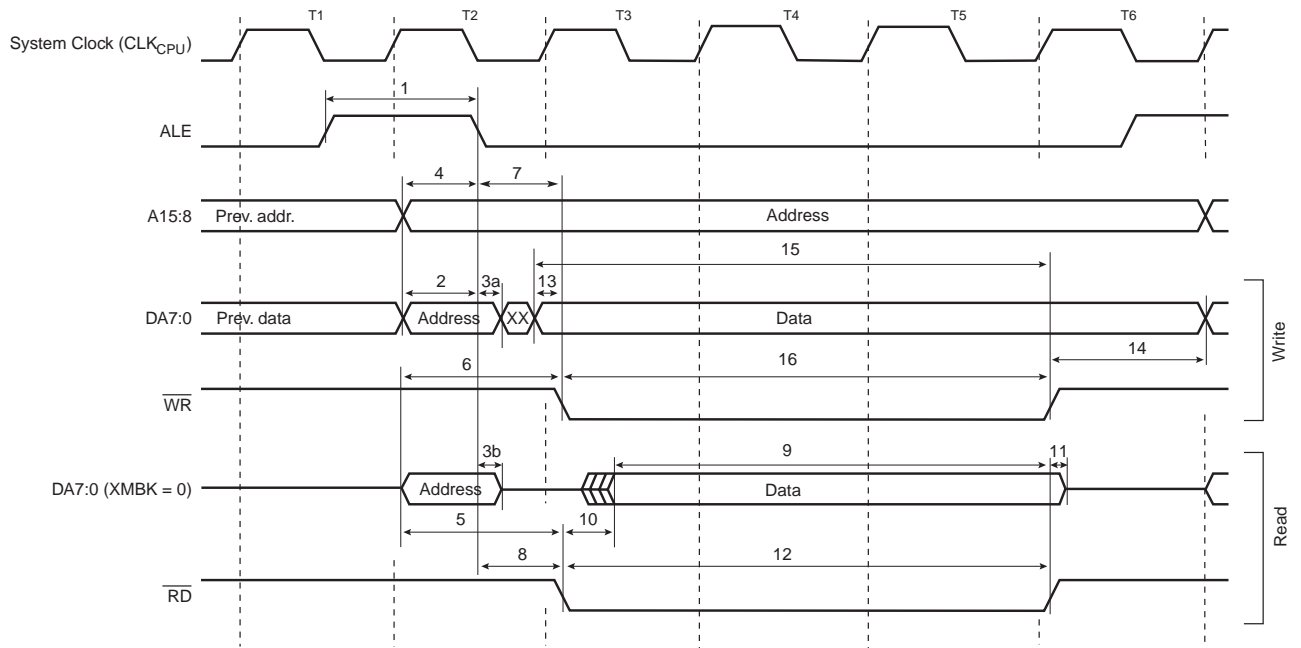 T1 T2 T3 T4 T5 T6
System Clock (CLKCPU)
1
ALE
4 7
A15:8 Prev. addr. Address
15
2 3a 13
DA7:0 Prev. data Address XX Data
14
6 16
WR
Write
3b 9 11
DA7:0 (XMBK = 0) Address Data
5 10
8 12
RD
Read